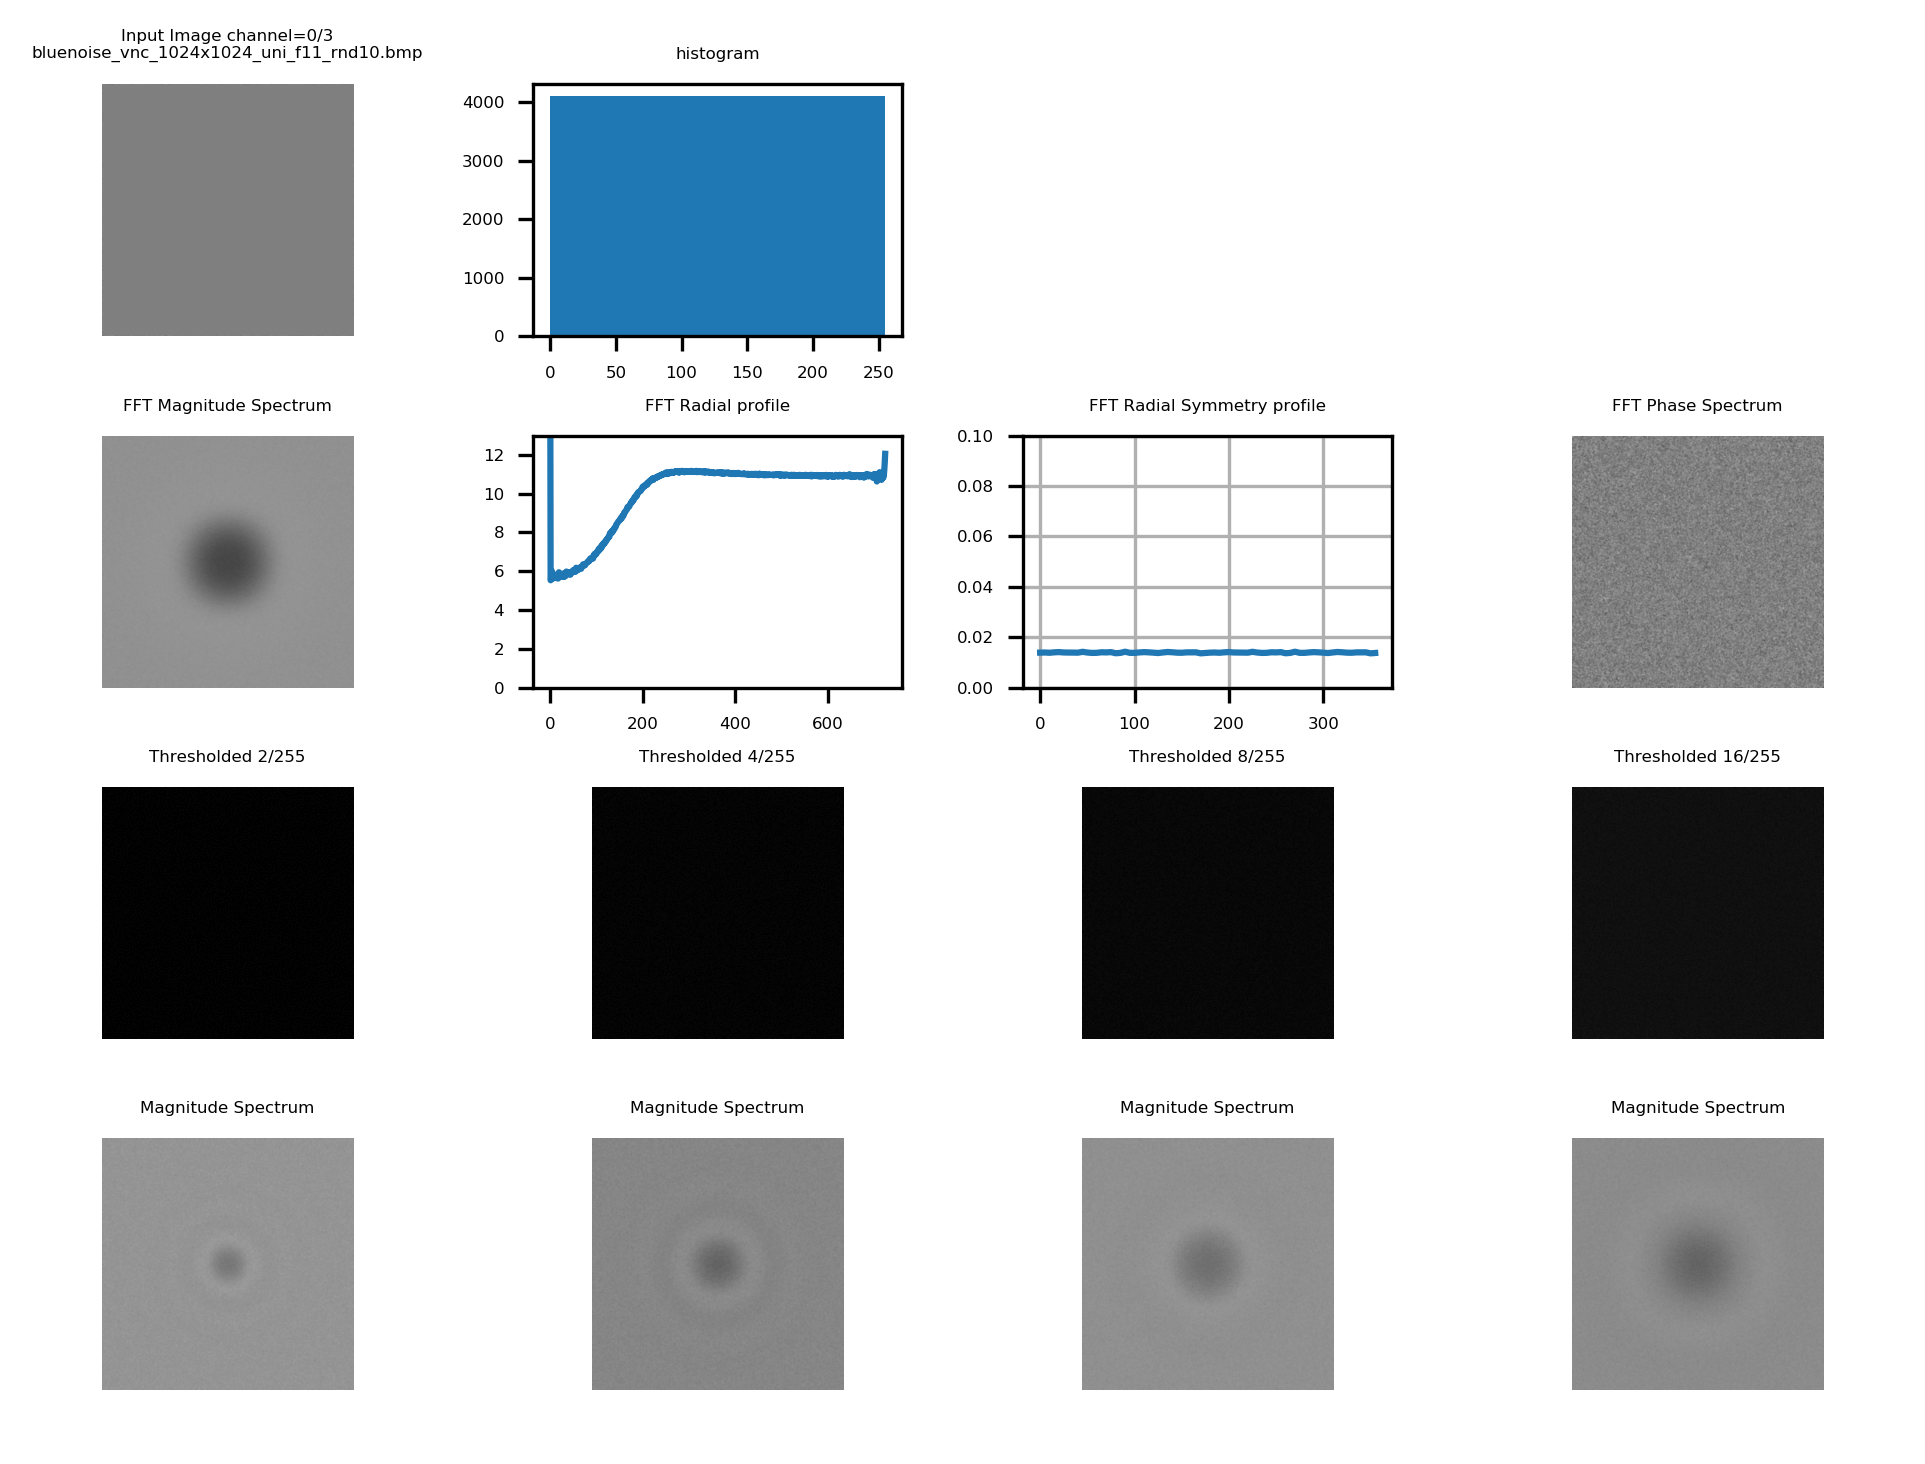 Input Image channel=0/3
bluenoise_vnc_1024x1024_uni_f11_rnd10.bmp
histogram
4000
3000
2000
1000
0
0 50 100 150 200 250
FFT Magnitude Spectrum
FFT Radial profile
12
10
8
6
4
2
0
0 200 400 600
FFT Radial Symmetry profile
0.10
0.08
0.06
0.04
0.02
0.00
0 100 200 300
FFT Phase Spectrum
Thresholded 2/255
Thresholded 4/255
Thresholded 8/255
Thresholded 16/255
Magnitude Spectrum
Magnitude Spectrum
Magnitude Spectrum
Magnitude Spectrum